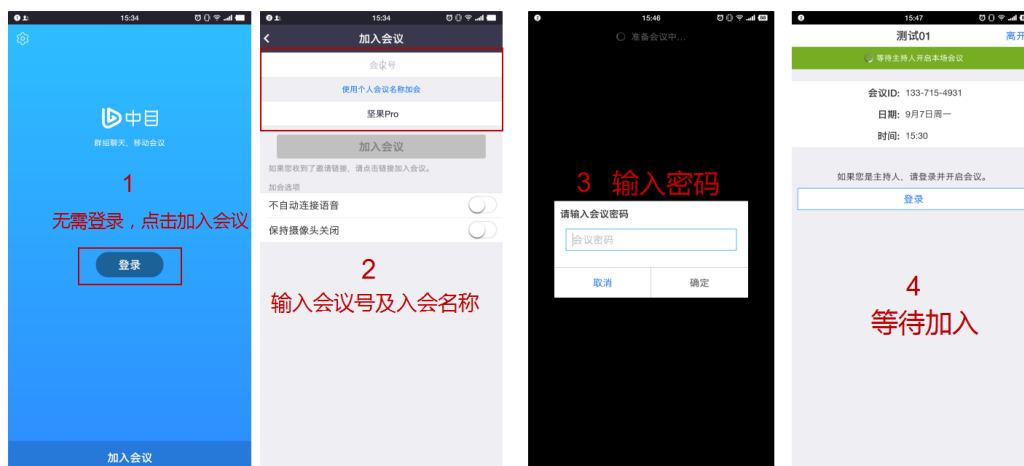 15:34
中目
群组聊天，移动会议
1
无需登录，点击加入会议
登录
加入会议
15:34
加入会议
会议号
使用个人会议名称加会
坚果Pro
加入会议
如果您收到了邀请链接，请点击链接加入会议。
加会选项
不自动连接语音
保持摄像头关闭
2
输入会议号及入会名称
15:46
准备会议中...
3 输入密码
请输入会议密码
会议密码
取消
确定
15:47
测试01
离开
等待主持人开启本场会议
会议ID: 133-715-4931
日期: 9月7日周一
时间: 15:30
如果您是主持人，请登录并开启会议。
登录
4
等待加入